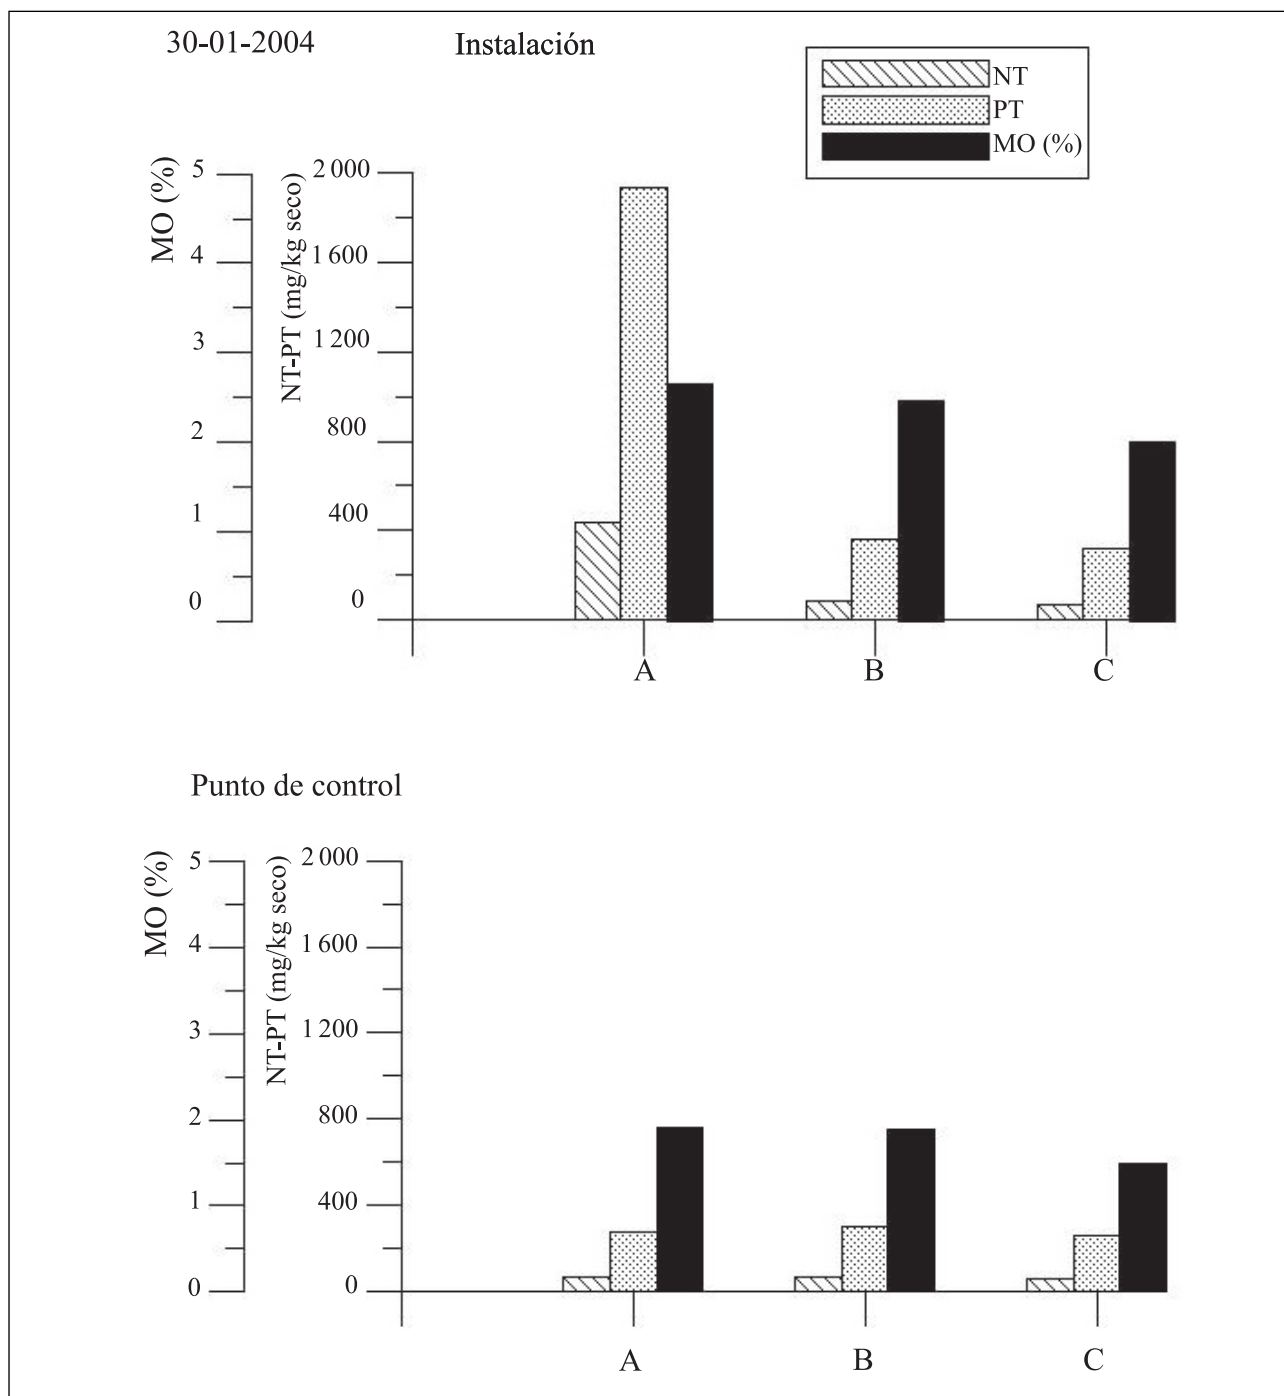 30-01-2004 Instalación
NT
PT
MO (%)
MO (%)
5
4
3
2
1
0
NT-PT (mg/kg seco)
2 000
1 600
1 200
800
400
0
A B C
Punto de control
MO (%)
5
4
3
2
1
0
NT-PT (mg/kg seco)
2 000
1 600
1 200
800
400
0
A B C